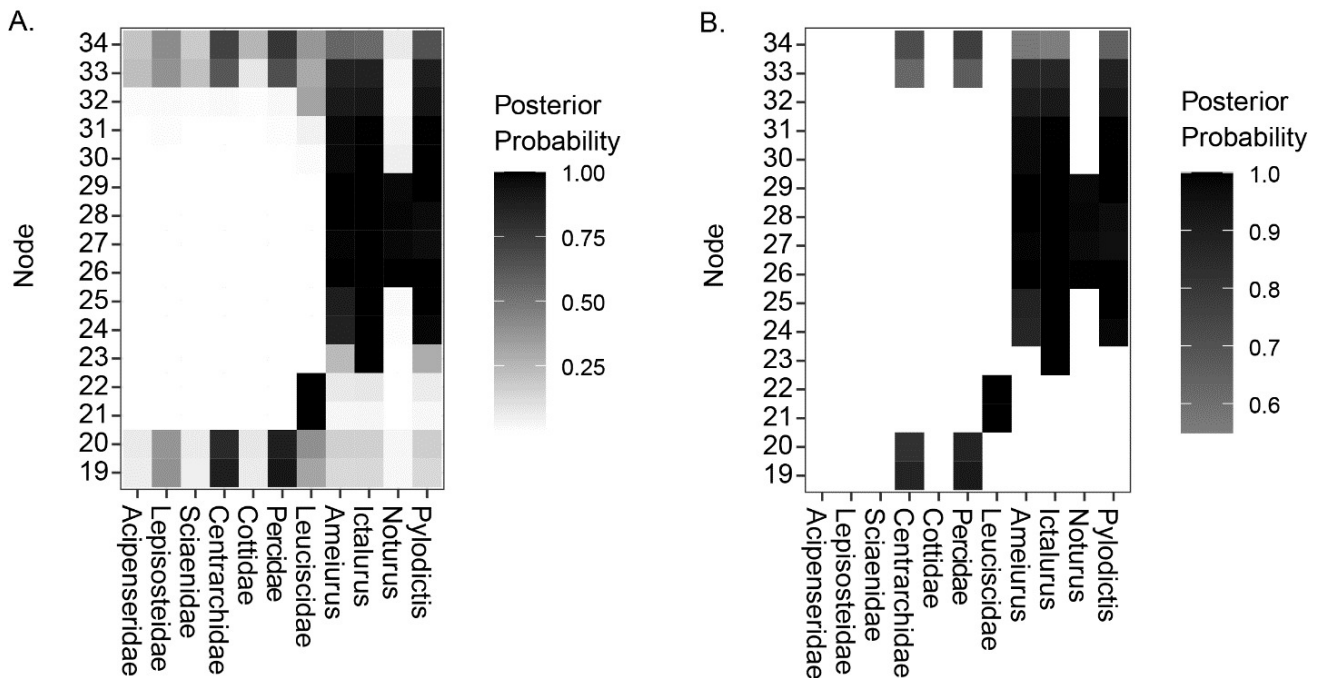 A.
34
33
32
31
30
29
28
27
26
25
24
23
22
21
20
19
Node
Acipenseridae
Lepisosteidae
Sciaenidae
Centrarchidae
Cottidae
Percidae
Leuciscidae
Ameiurus
Ictalurus
Noturus
Pylodictis
Posterior
Probability
1.00
0.75
0.50
0.25
B.
34
33
32
31
30
29
28
27
26
25
24
23
22
21
20
19
Node
Acipenseridae
Lepisosteidae
Sciaenidae
Centrarchidae
Cottidae
Percidae
Leuciscidae
Ameiurus
Ictalurus
Noturus
Pylodictis
Posterior
Probability
1.0
0.9
0.8
0.7
0.6